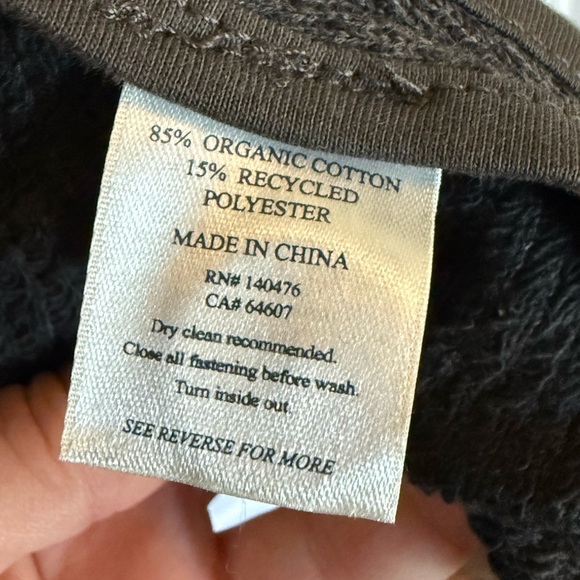 85% ORGANIC COTTON
15% RECYCLED
POLYESTER
MADE IN CHINA
RN# 140476
CA# 64607
Dry clean recommended.
Close all fastening before wash.
Turn inside out
SEE REVERSE FOR MORE